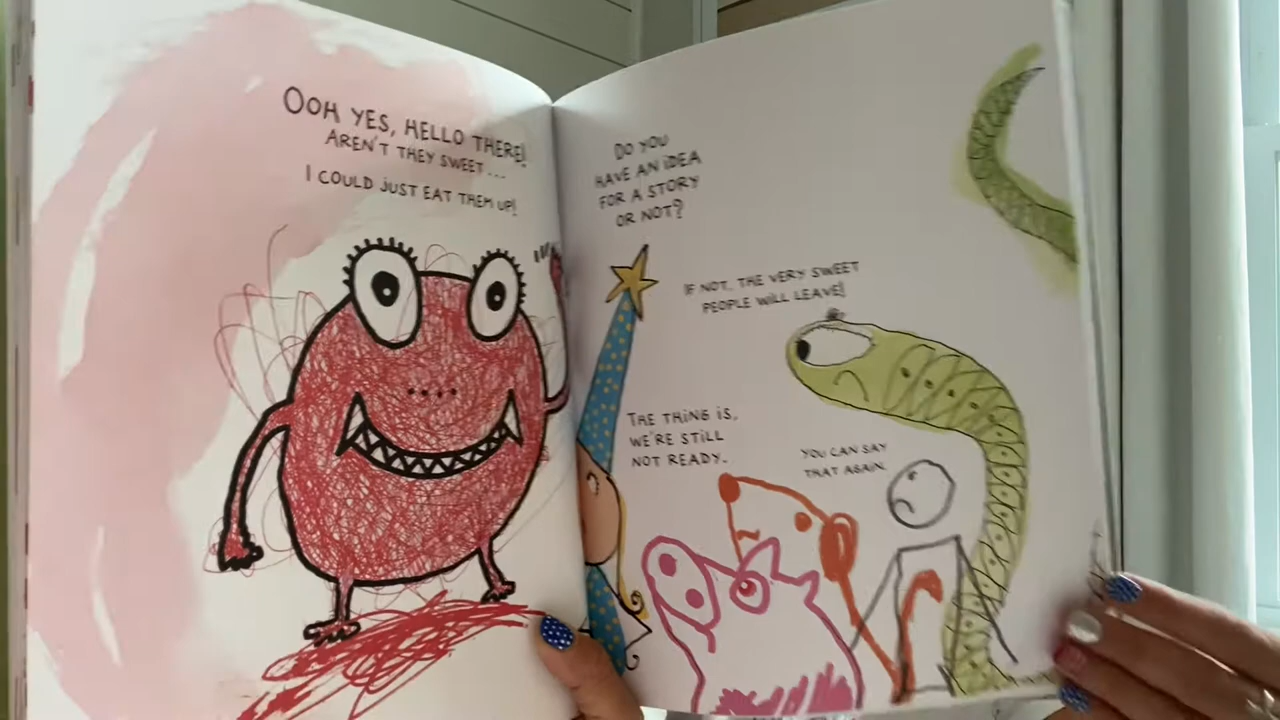 OOH YES, HELLO THERE!
AREN'T THEY SWEET...
I COULD JUST EAT THEM UP!
DO YOU
HAVE AN IDEA
FOR A STORY
OR NOT?
IF NOT, THE VERY SWEET
PEOPLE WILL LEAVE!
THE THING IS,
WE'RE STILL
NOT READY.
YOU CAN SAY
THAT AGAIN.